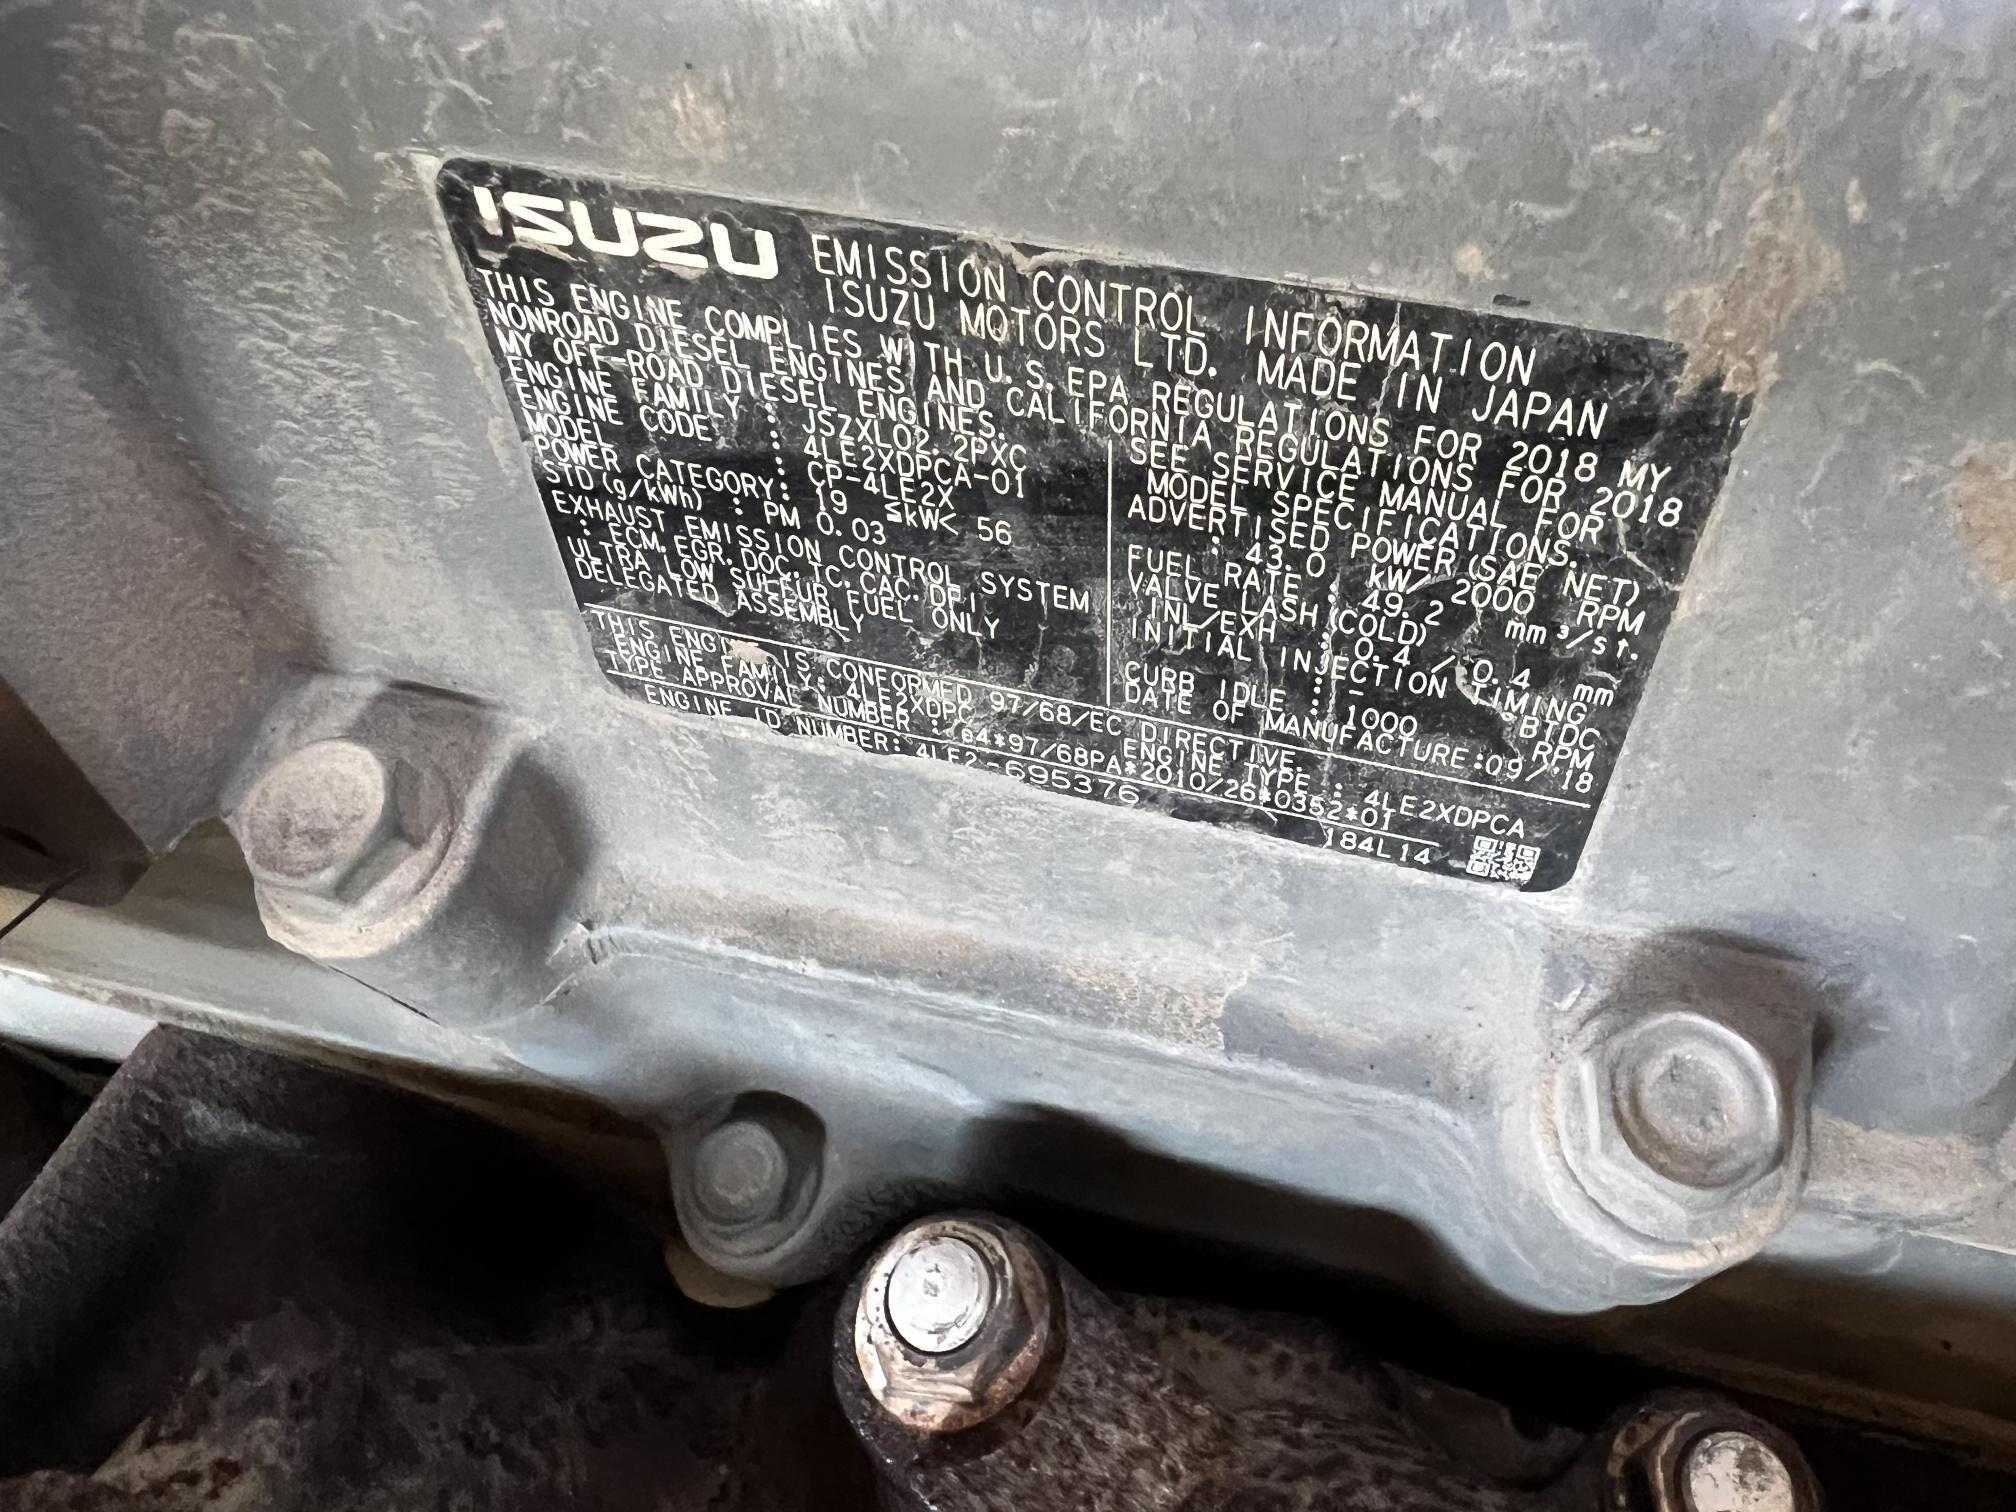 ISUZU EMISSION CONTROL INFORMATION
ISUZU MOTORS LTD. MADE IN JAPAN
THIS ENGINE COMPLIES WITH U.S.EPA REGULATIONS FOR 2018 MY
NONROAD DIESEL ENGINES AND CALIFORNIA REGULATIONS FOR 2018
MY OFF-ROAD DIESEL ENGINES.
ENGINE FAMILY : JSZXL02.2PXC
ENGINE CODE : 4LE2XDPCA-01
MODEL : CP-4LE2X
POWER CATEGORY: 19 ≦kW< 56
STD(g/kWh) : PM 0.03
EXHAUST EMISSION CONTROL SYSTEM
: ECM.EGR.DOC.TC.CAC.DFI
ULTRA LOW SULFUR FUEL ONLY
DELEGATED ASSEMBLY
SEE SERVICE MANUAL FOR
MODEL SPECIFICATIONS.
ADVERTISED POWER(SAE NET)
: 43.0 kW/ 2000 RPM
FUEL RATE : 49.2 mm³/st.
VALVE LASH(COLD)
INL/EXH : 0.4 / 0.4 mm
INITIAL INJECTION TIMING
: - BTDC
CURB IDLE : 1000 RPM
DATE OF MANUFACTURE:09/18
THIS ENGINE IS CONFORMED 97/68/EC DIRECTIVE.
ENGINE FAMILY: 4LE2XDPC ENGINE TYPE : 4LE2XDPCA
TYPE APPROVAL NUMBER : e4*97/68PA*2010/26*0352*01
ENGINE ID NUMBER: 4LE2-695376 184L14